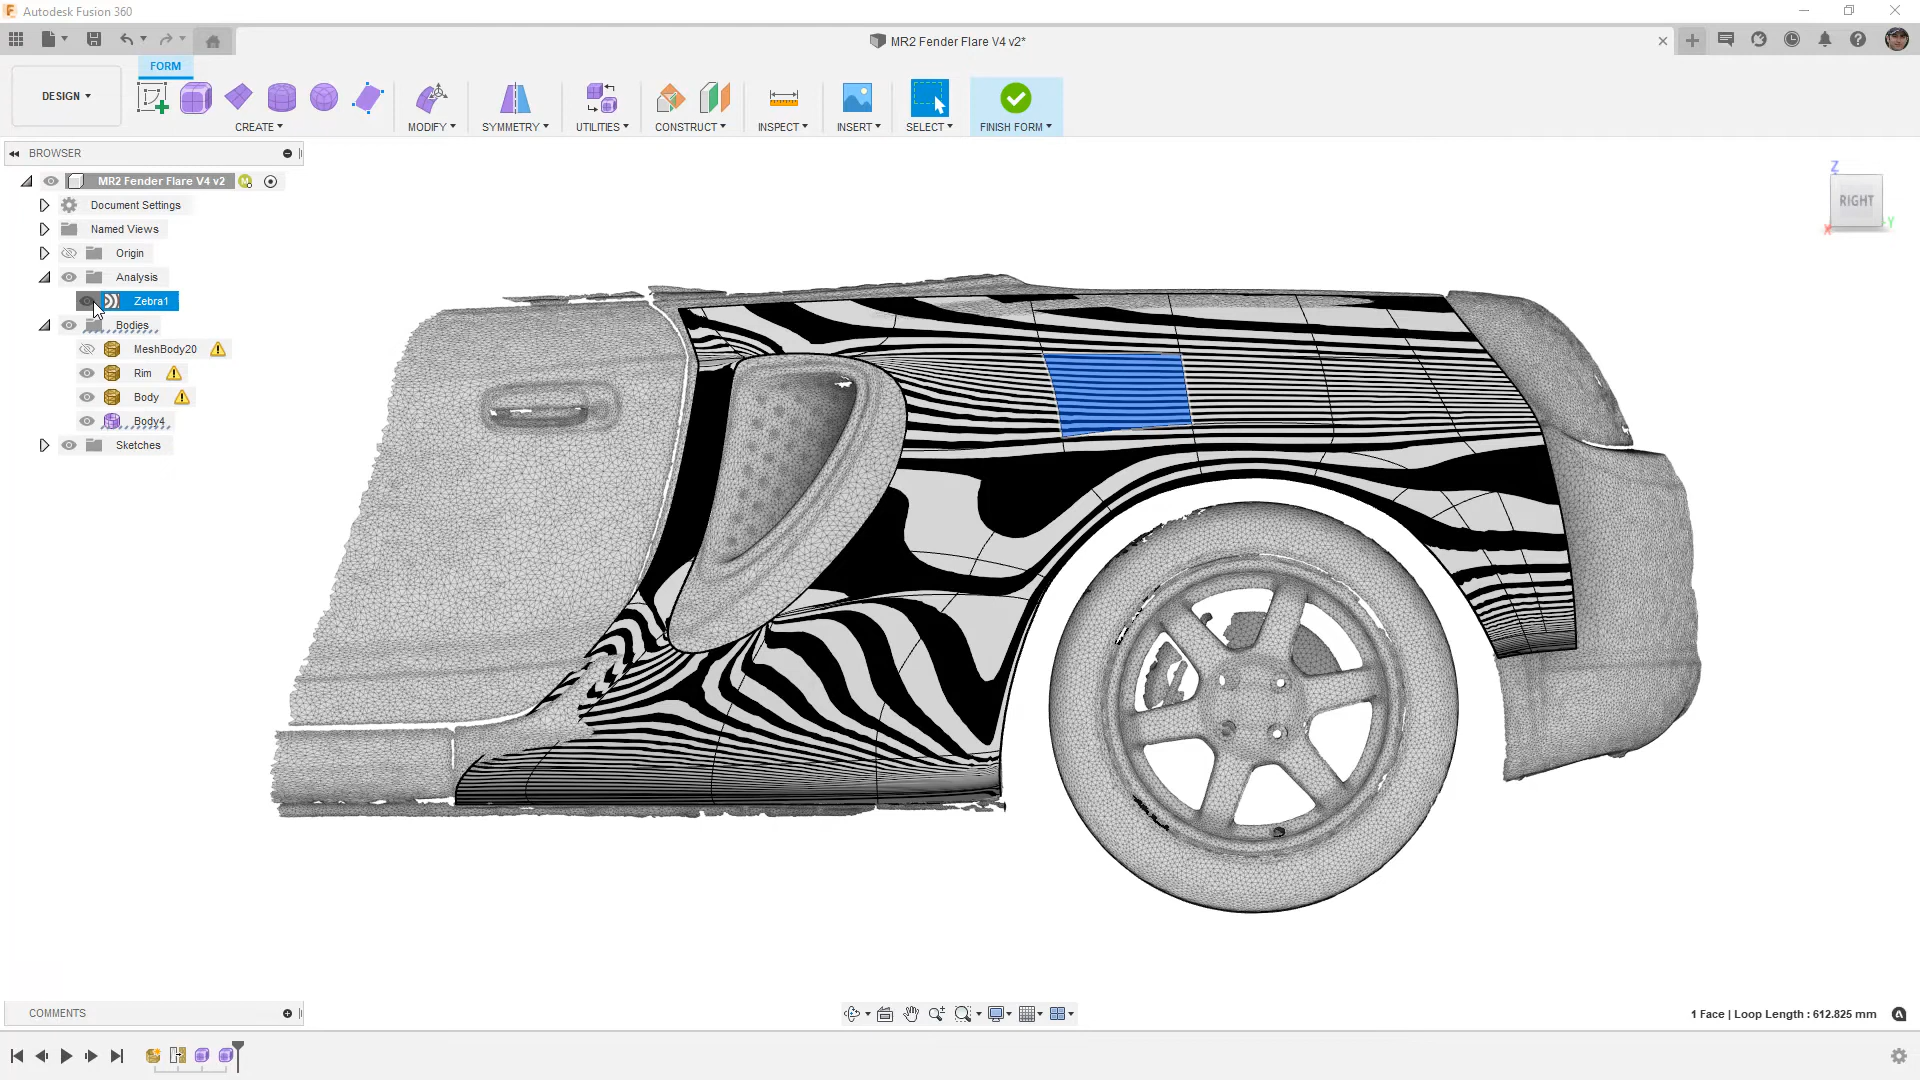 Autodesk Fusion 360
MR2 Fender Flare V4 v2*
FORM
DESIGN
CREATE
MODIFY
SYMMETRY
UTILITIES
CONSTRUCT
INSPECT
INSERT
SELECT
FINISH FORM
BROWSER
MR2 Fender Flare V4 v2
Document Settings
Named Views
Origin
Analysis
Zebra1
Bodies
MeshBody20
Rim
Body
Body4
Sketches
Z
RIGHT
X
Y
COMMENTS
1 Face | Loop Length : 612.825 mm